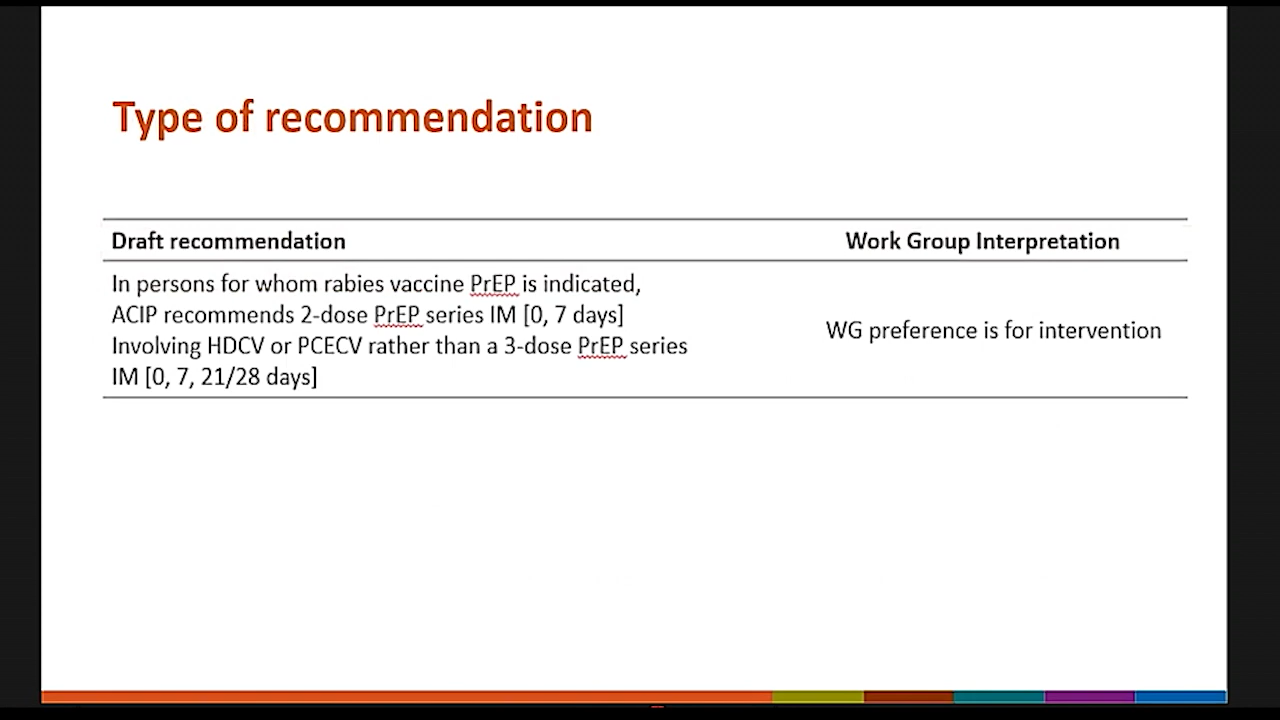 Type of recommendation
Draft recommendation
Work Group Interpretation
In persons for whom rabies vaccine PrEP is indicated,
ACIP recommends 2-dose PrEP series IM [0, 7 days]
Involving HDCV or PCECV rather than a 3-dose PrEP series
IM [0, 7, 21/28 days]
WG preference is for intervention